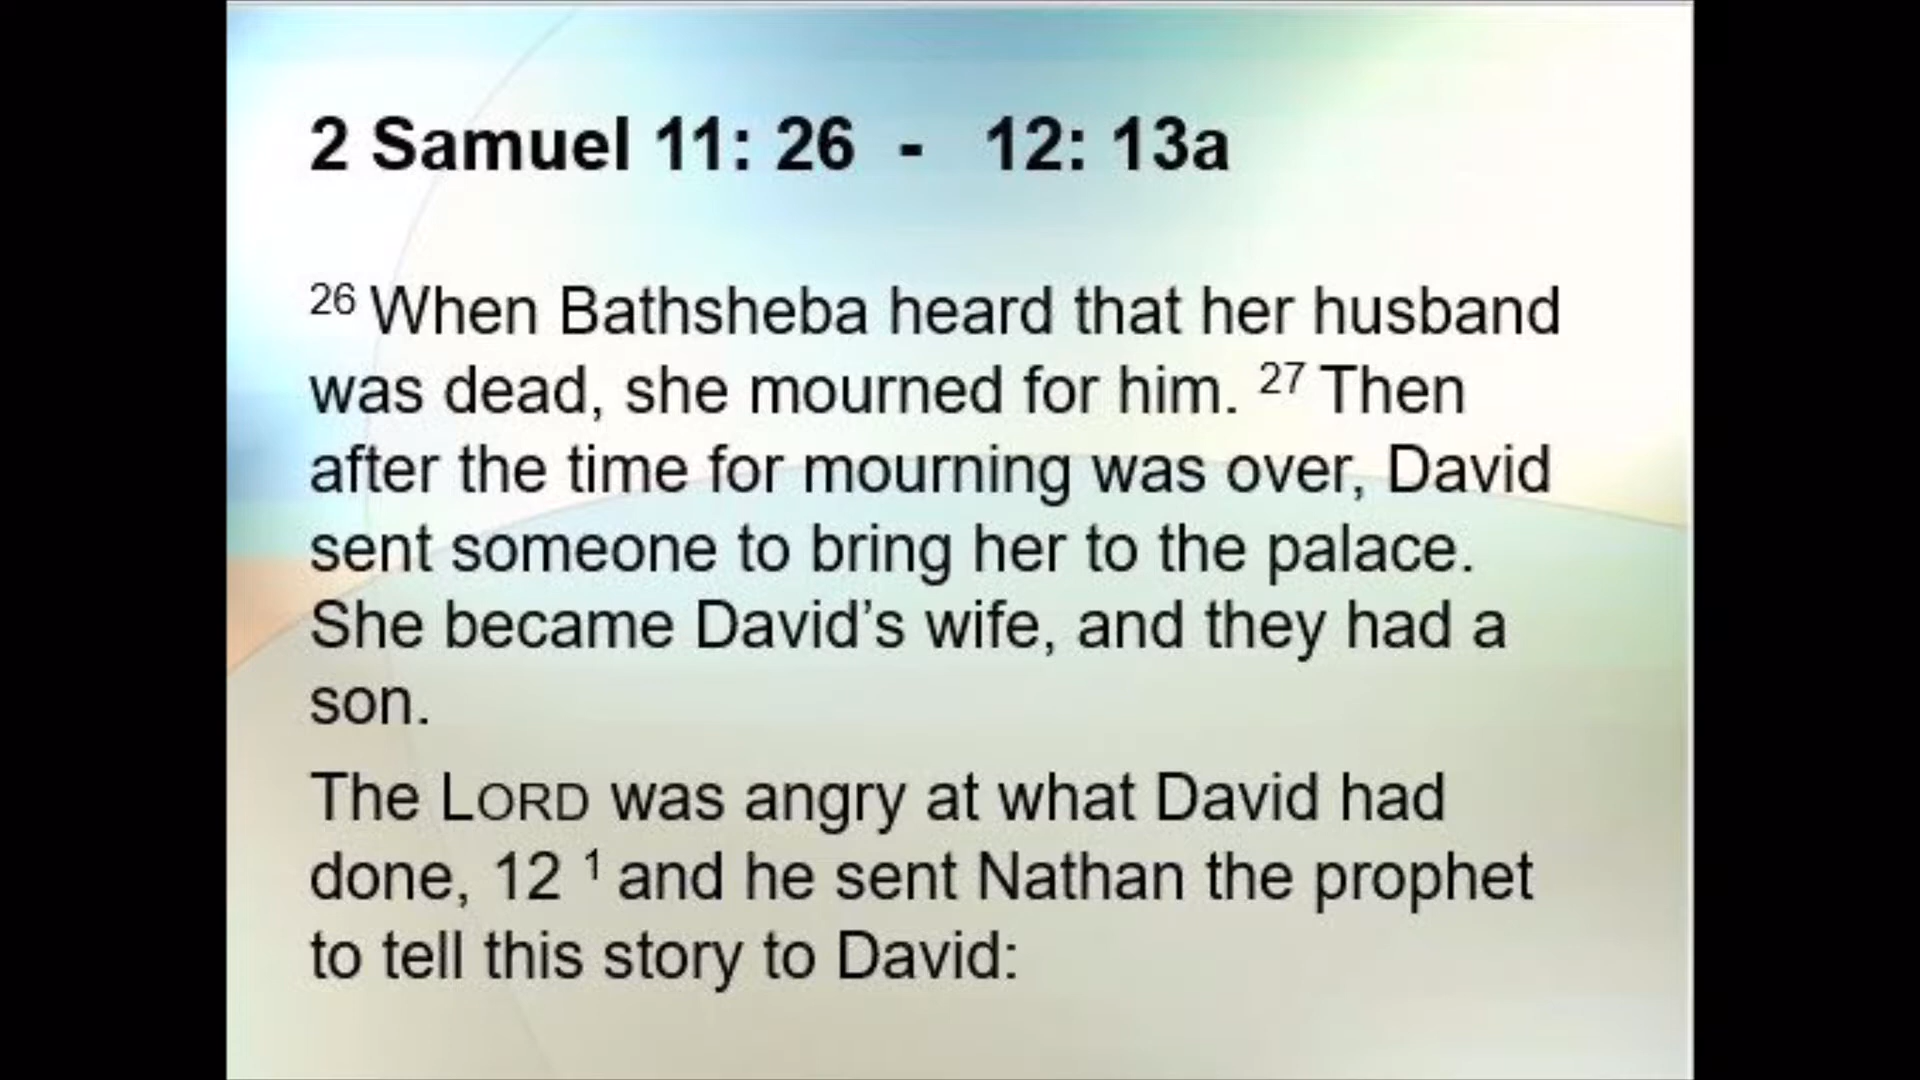 2 Samuel 11: 26  -   12: 13a
26 When Bathsheba heard that her husband
was dead, she mourned for him. 27 Then
after the time for mourning was over, David
sent someone to bring her to the palace.
She became David’s wife, and they had a
son.
The LORD was angry at what David had
done, 12 1 and he sent Nathan the prophet
to tell this story to David: